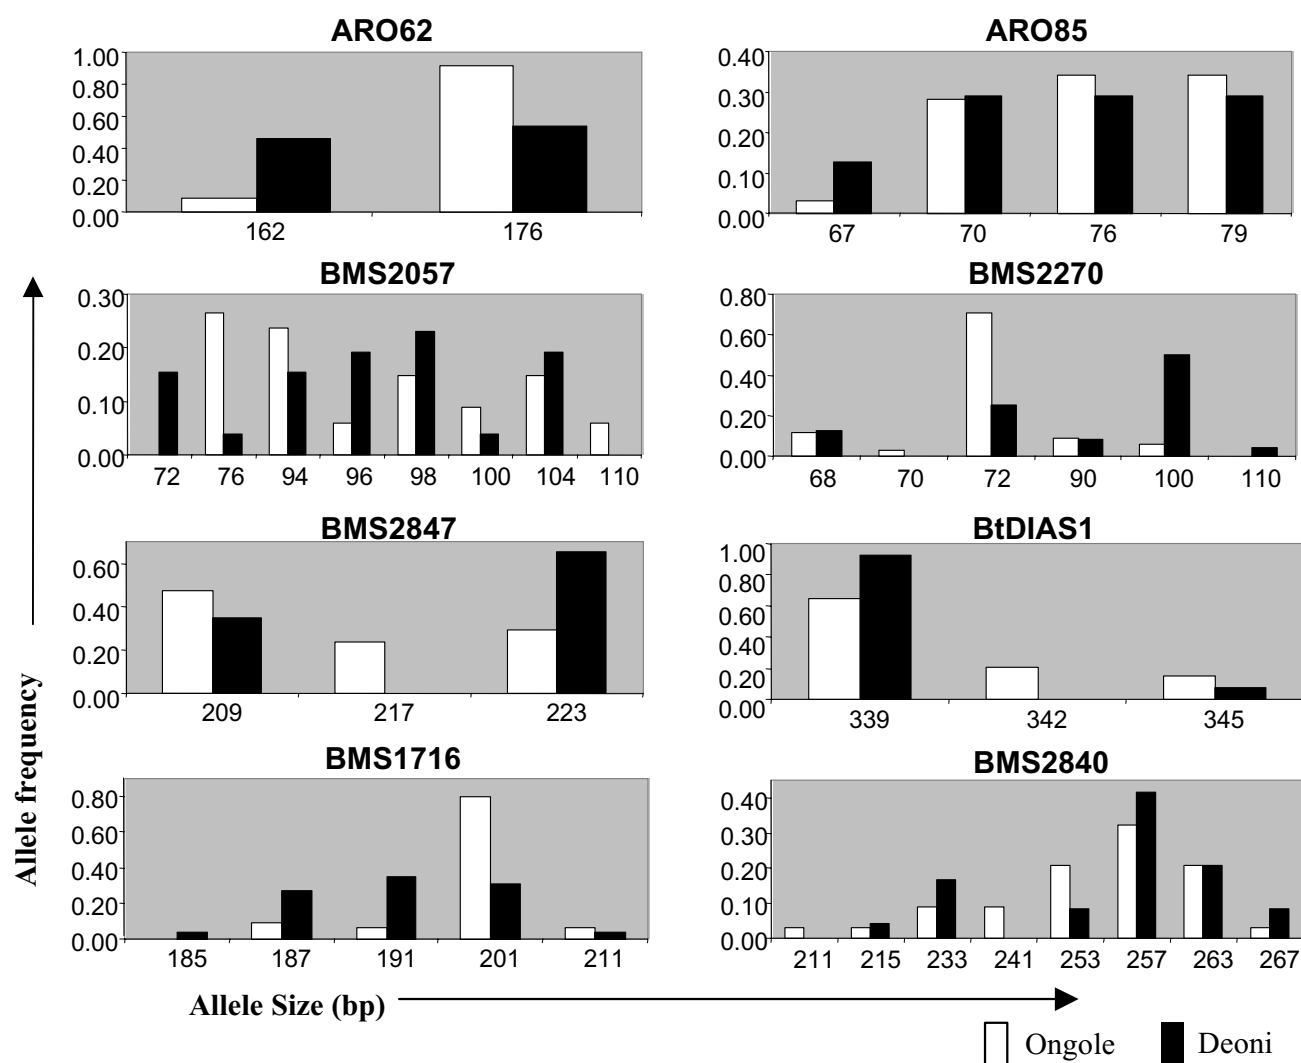 ARO62
1.00
0.80
0.60
0.40
0.20
0.00
162 176
ARO85
0.40
0.30
0.20
0.10
0.00
67 70 76 79
BMS2057
0.30
0.20
0.10
0.00
72 76 94 96 98 100 104 110
BMS2270
0.80
0.60
0.40
0.20
0.00
68 70 72 90 100 110
BMS2847
0.60
0.40
0.20
0.00
209 217 223
BtDIAS1
1.00
0.80
0.60
0.40
0.20
0.00
339 342 345
BMS1716
0.80
0.60
0.40
0.20
0.00
185 187 191 201 211
BMS2840
0.40
0.30
0.20
0.10
0.00
211 215 233 241 253 257 263 267
Allele frequency
Allele Size (bp)
Ongole Deoni